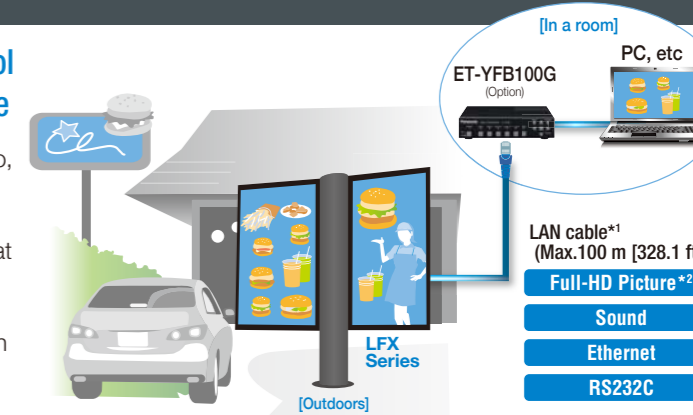 [In a room]
PC, etc
ET-YFB100G
(Option)
LAN cable*1
(Max.100 m [328.1 ft
Full-HD Picture*2
Sound
Ethernet
RS232C
LFX
Series
[Outdoors]